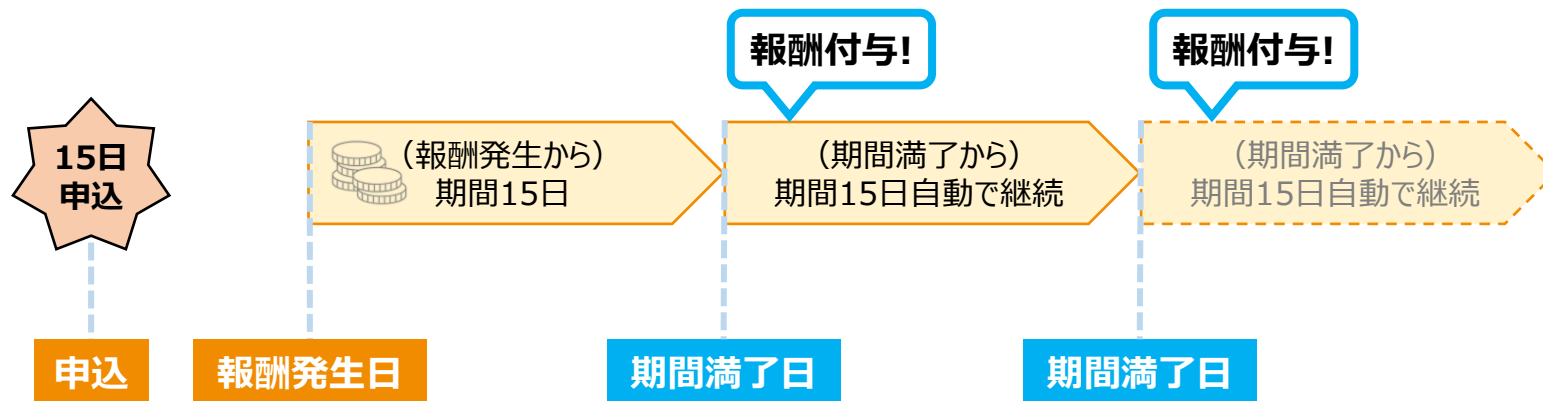 報酬付与!
報酬付与!
15日
申込
(報酬発生から)
期間15日
(期間満了から)
期間15日自動で継続
(期間満了から)
期間15日自動で継続
申込
報酬発生日
期間満了日
期間満了日